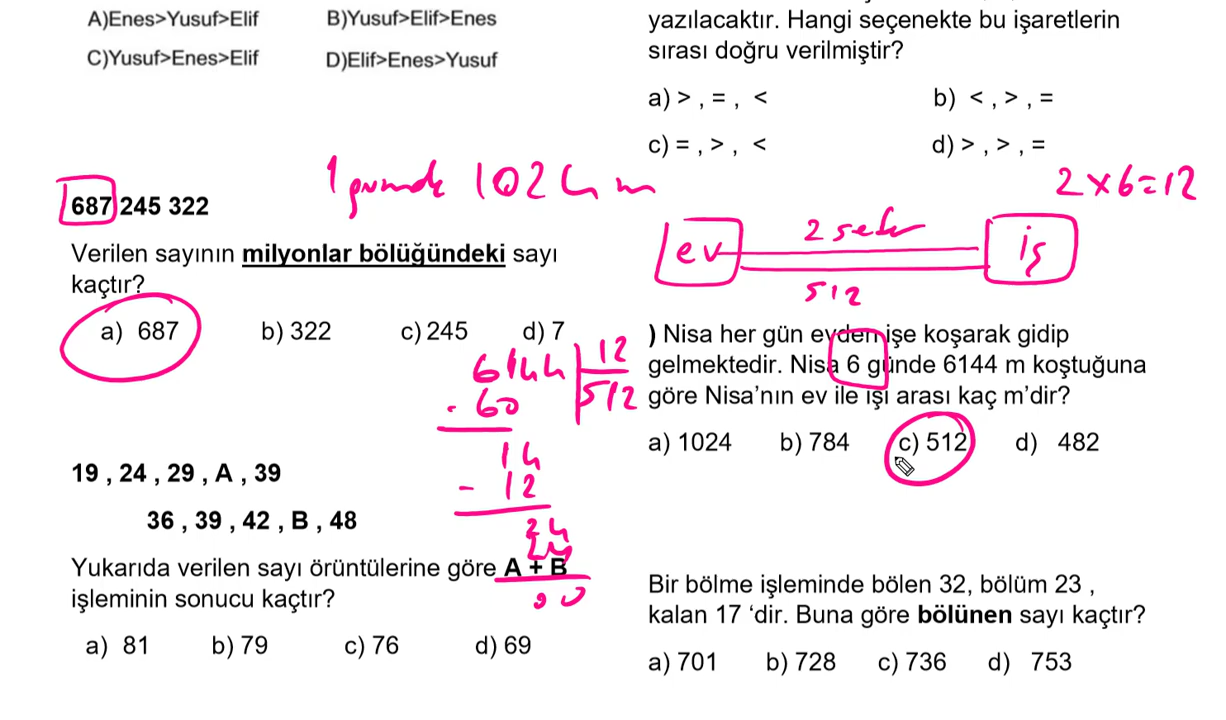 A)Enes>Yusuf>Elif
B)Yusuf>Elif>Enes
C)Yusuf>Enes>Elif
D)Elif>Enes>Yusuf
687 245 322
Verilen sayının milyonlar bölüğündeki sayı
kaçtır?
a) 687
b) 322
c) 245
d) 7
19 , 24 , 29 , A , 39
36 , 39 , 42 , B , 48
Yukarıda verilen sayı örüntülerine göre A + B
işleminin sonucu kaçtır?
a) 81
b) 79
c) 76
d) 69
1 günde 1024 m
6144 12
- 60 512
14
- 12
24
24
00
yazılacaktır. Hangi seçenekte bu işaretlerin
sırası doğru verilmiştir?
a) > , = , <
b) < , > , =
c) = , > , <
d) > , > , =
2 x 6 = 12
ev 2 sefer iş
512
) Nisa her gün evden işe koşarak gidip
gelmektedir. Nisa 6 günde 6144 m koştuğuna
göre Nisa’nın ev ile işi arası kaç m’dir?
a) 1024
b) 784
c) 512
d) 482
Bir bölme işleminde bölen 32, bölüm 23 ,
kalan 17 ‘dir. Buna göre bölünen sayı kaçtır?
a) 701
b) 728
c) 736
d) 753